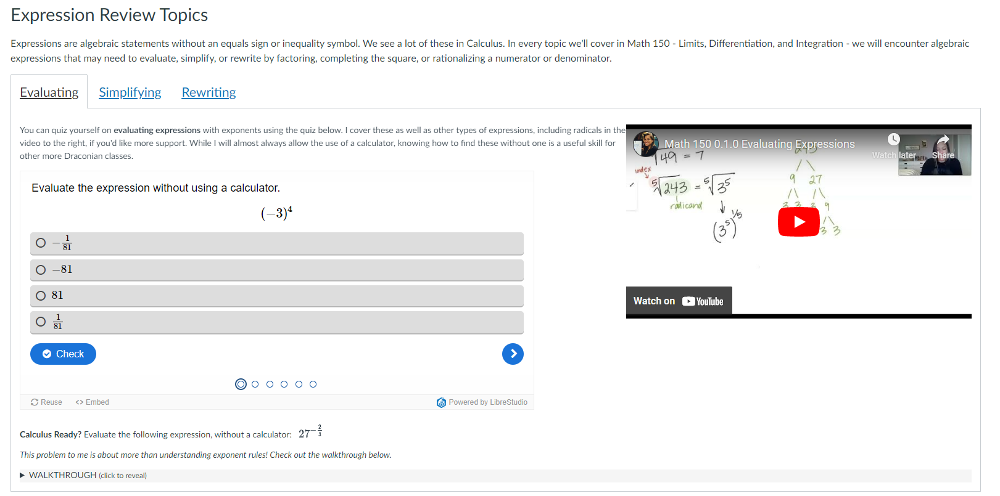 Expression Review Topics
Expressions are algebraic statements without an equals sign or inequality symbol. We see a lot of these in Calculus. In every topic we'll cover in Math 150 - Limits, Differentiation, and Integration - we will encounter algebraic
expressions that may need to evaluate, simplify, or rewrite by factoring, completing the square, or rationalizing a numerator or denominator.
Evaluating Simplifying Rewriting
You can quiz yourself on evaluating expressions with exponents using the quiz below. I cover these as well as other types of expressions, including radicals in the
video to the right, if you'd like more support. While I will almost always allow the use of a calculator, knowing how to find these without one is a useful skill for
other more Draconian classes.
Evaluate the expression without using a calculator.
(−3)⁴
−1/81
−81
81
1/81
Check
Reuse <> Embed
Powered by LibreStudio
Math 150 0.1.0 Evaluating Expressions
Watch later Share
√49 = 7
index
⁵√243 = ⁵√3⁵
radicand
(3⁵)^1/5
243
9 27
3 3 3 9
3 3
Watch on YouTube
Calculus Ready? Evaluate the following expression, without a calculator: 27^−2/3
This problem to me is about more than understanding exponent rules! Check out the walkthrough below.
WALKTHROUGH (click to reveal)